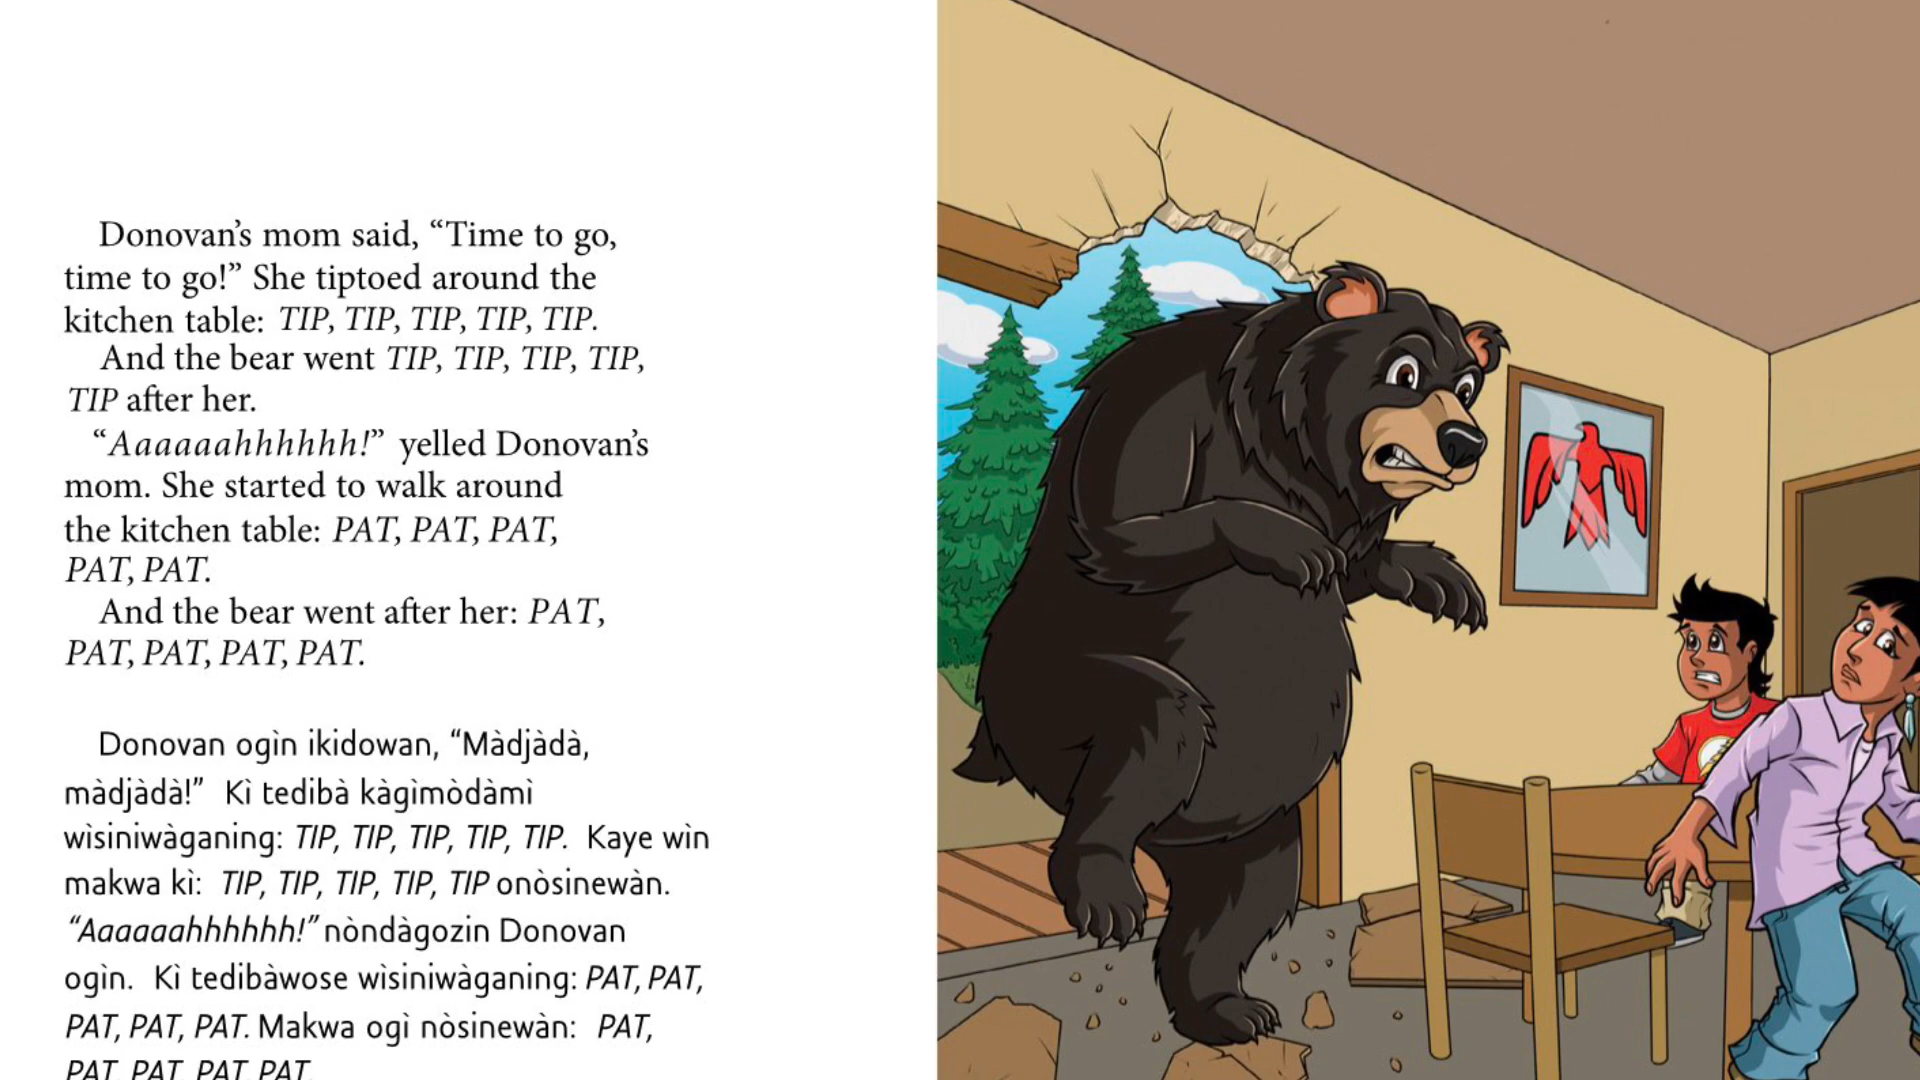 Donovan’s mom said, “Time to go,
time to go!” She tiptoed around the
kitchen table: TIP, TIP, TIP, TIP, TIP.
And the bear went TIP, TIP, TIP, TIP,
TIP after her.
“Aaaaaahhhhhh!” yelled Donovan’s
mom. She started to walk around
the kitchen table: PAT, PAT, PAT,
PAT, PAT.
And the bear went after her: PAT,
PAT, PAT, PAT, PAT.
Donovan ogìn ikidowan, “Màdjàdà,
màdjàdà!” Kì tedibà kàgìmòdàmì
wìsiniwàganing: TIP, TIP, TIP, TIP, TIP. Kaye wìn
makwa kì: TIP, TIP, TIP, TIP, TIP onòsinewàn.
“Aaaaaahhhhhh!” nòndàgozin Donovan
ogìn. Kì tedibàwose wìsiniwàganing: PAT, PAT,
PAT, PAT, PAT. Makwa ogì nòsinewàn: PAT,
PAT, PAT, PAT, PAT.